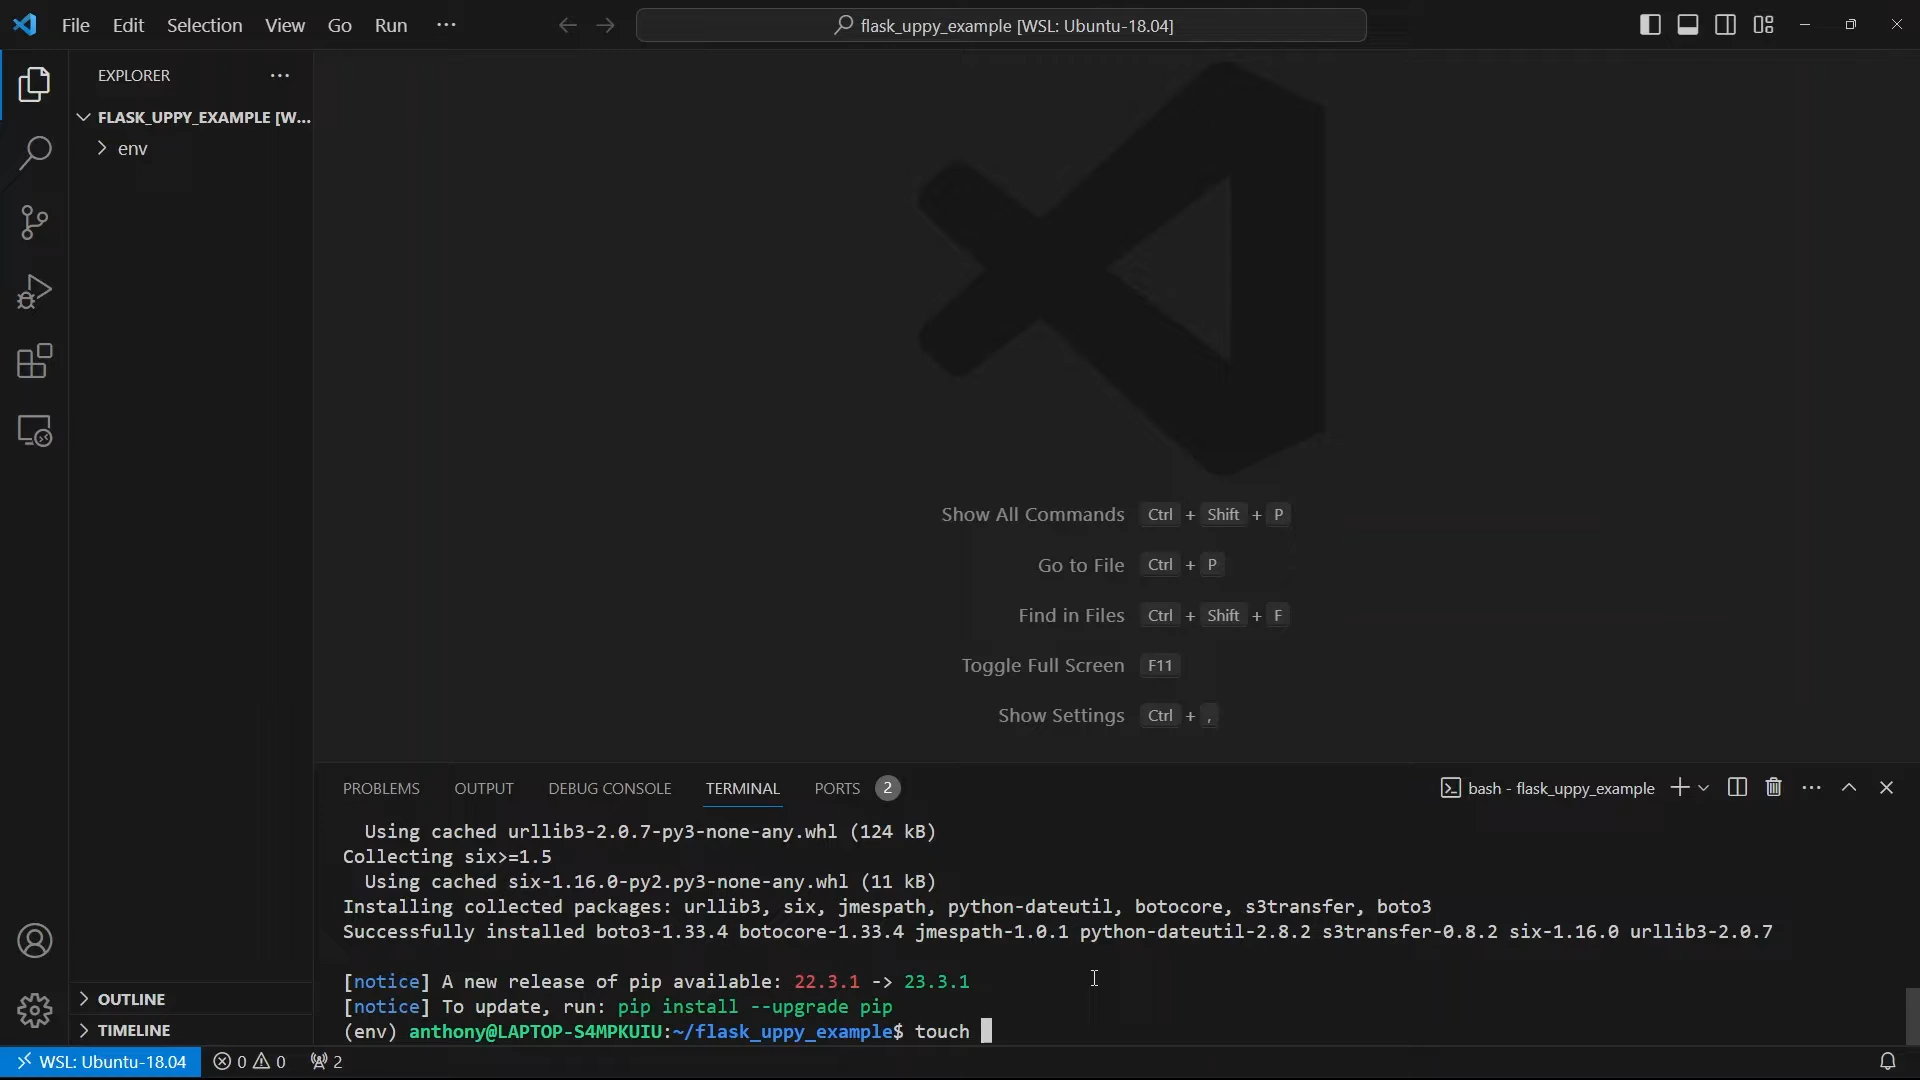 File Edit Selection View Go Run ···
flask_uppy_example [WSL: Ubuntu-18.04]
EXPLORER ···
FLASK_UPPY_EXAMPLE [W...
env
Show All Commands Ctrl + Shift + P
Go to File Ctrl + P
Find in Files Ctrl + Shift + F
Toggle Full Screen F11
Show Settings Ctrl + ,
PROBLEMS OUTPUT DEBUG CONSOLE TERMINAL PORTS 2
bash - flask_uppy_example
Using cached urllib3-2.0.7-py3-none-any.whl (124 kB)
Collecting six>=1.5
Using cached six-1.16.0-py2.py3-none-any.whl (11 kB)
Installing collected packages: urllib3, six, jmespath, python-dateutil, botocore, s3transfer, boto3
Successfully installed boto3-1.33.4 botocore-1.33.4 jmespath-1.0.1 python-dateutil-2.8.2 s3transfer-0.8.2 six-1.16.0 urllib3-2.0.7
[notice] A new release of pip available: 22.3.1 -> 23.3.1
[notice] To update, run: pip install --upgrade pip
(env) anthony@LAPTOP-S4MPKUIU:~/flask_uppy_example$ touch
OUTLINE
TIMELINE
WSL: Ubuntu-18.04 0 0 2